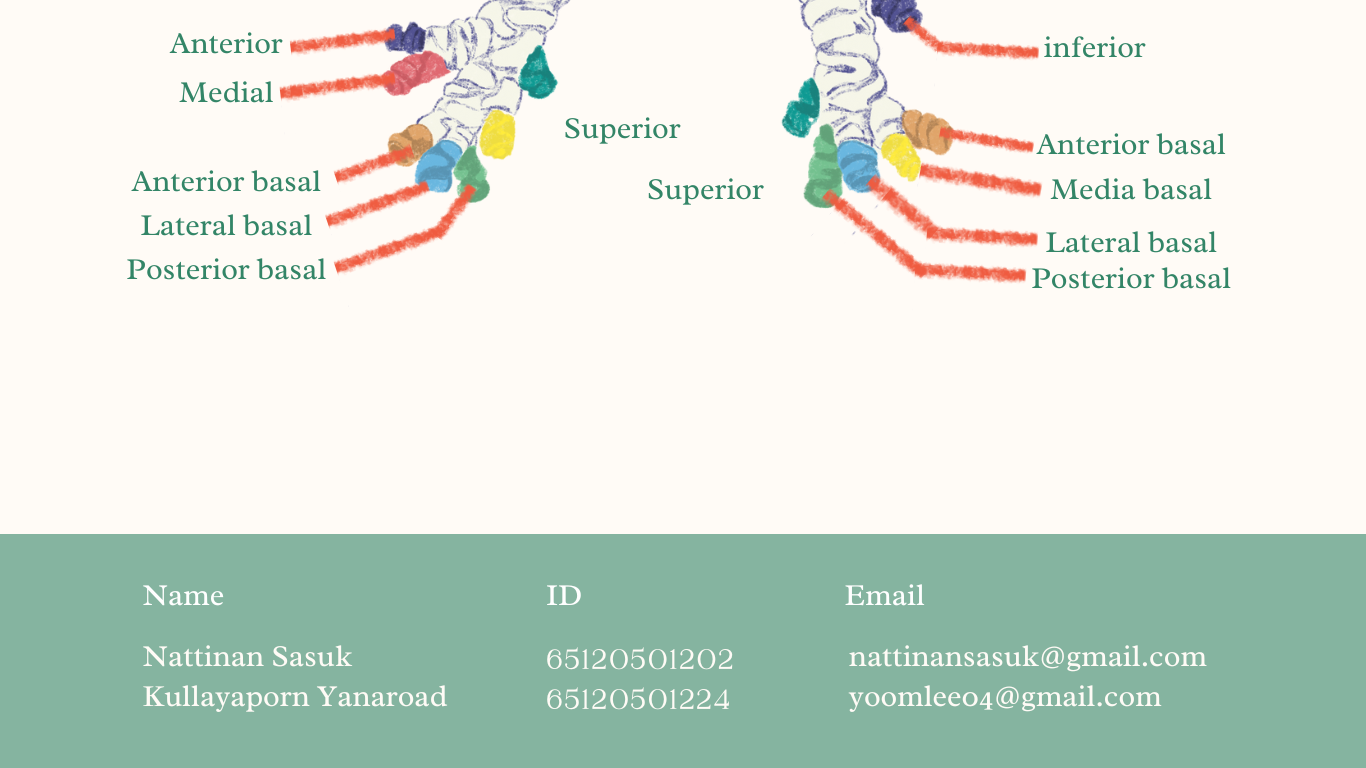 Anterior
inferior
Medial
Superior
Anterior basal
Anterior basal
Superior
Media basal
Lateral basal
Lateral basal
Posterior basal
Posterior basal
Name ID Email
Nattinan Sasuk 65120501202 nattinansasuk@gmail.com
Kullayaporn Yanaroad 65120501224 yoomlee04@gmail.com